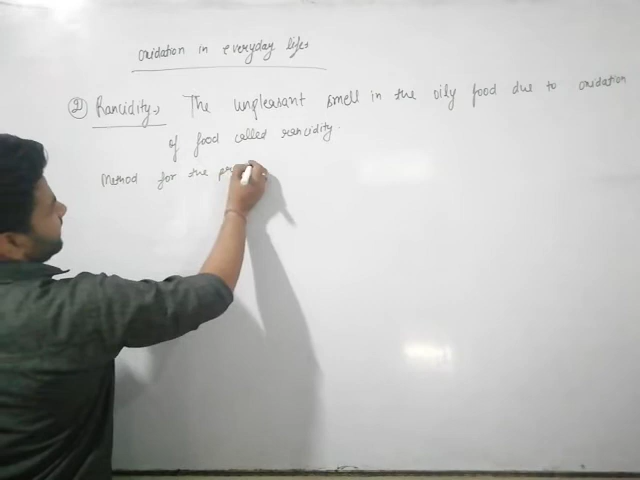 oxidation in everyday life
② Rancidity → The unpleasant smell in the oily food due to oxidation
of food called rancidity.
Method for the